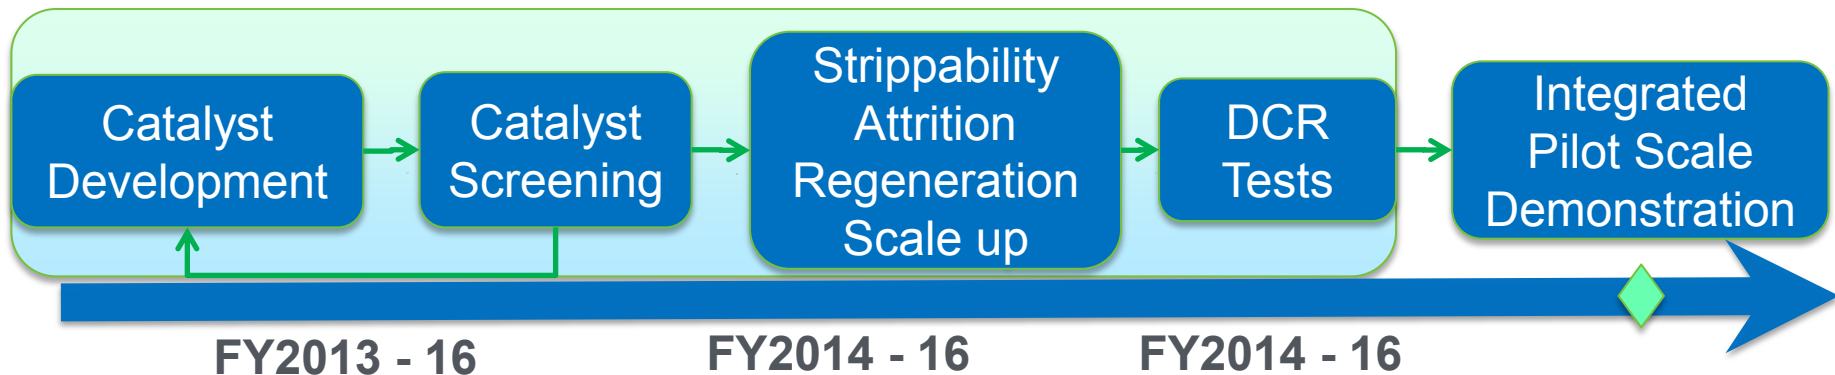 Catalyst
Development
Catalyst
Screening
Strippability
Attrition
Regeneration
Scale up
DCR
Tests
Integrated
Pilot Scale
Demonstration
FY2013 - 16
FY2014 - 16
FY2014 - 16